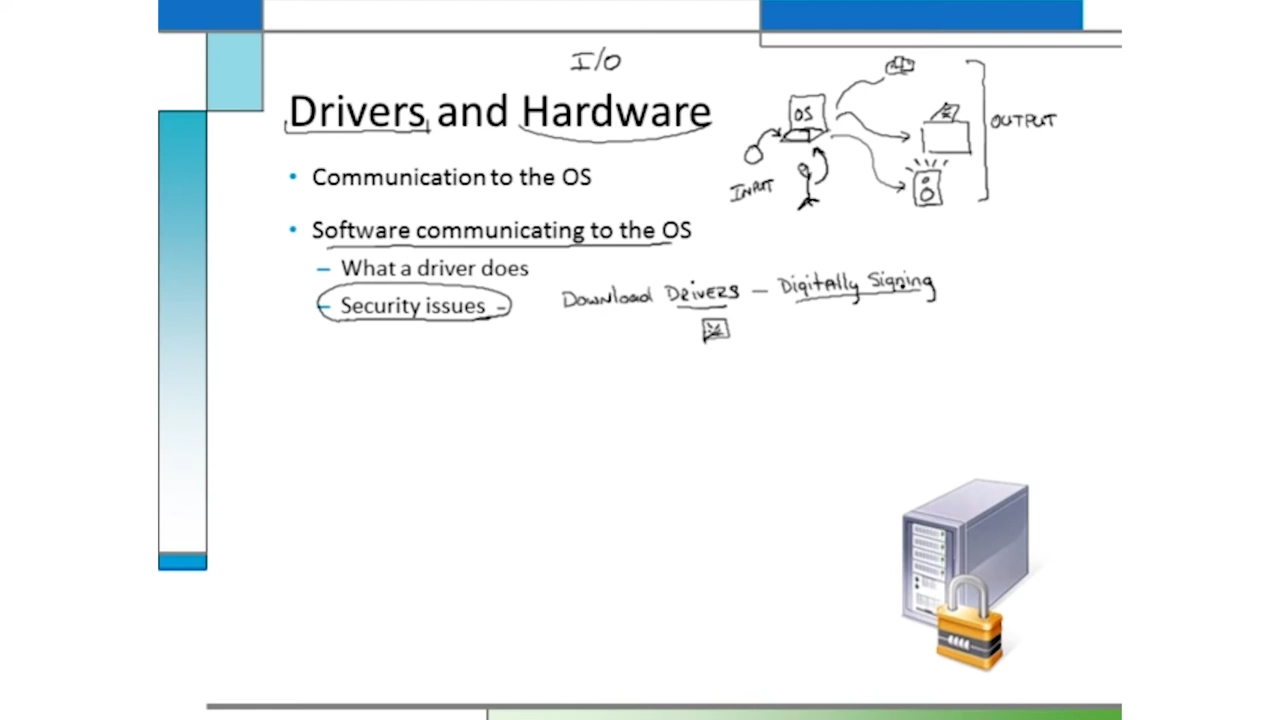 I/O
Drivers and Hardware
OS
OUTPUT
INPUT
• Communication to the OS
• Software communicating to the OS
– What a driver does
– Security issues –
Download DRIVERS – Digitally Signing